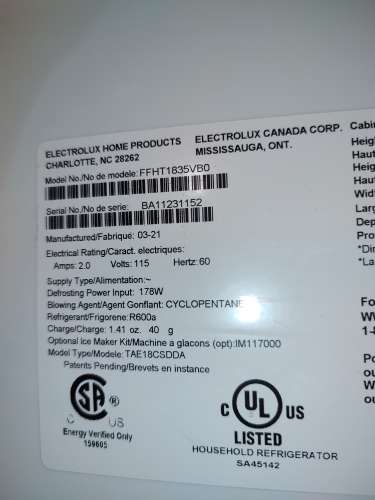 ELECTROLUX HOME PRODUCTS
CHARLOTTE, NC 28262
ELECTROLUX CANADA CORP.
MISSISSAUGA, ONT.
Model No./No de modele: FFHT1835VB0
Serial No./No de serie: BA11231152
Manufactured/Fabrique: 03-21
Electrical Rating/Caract. electriques:
Amps: 2.0 Volts: 115 Hertz: 60
Supply Type/Alimentation:~
Defrosting Power Input: 178W
Blowing Agent/Agent Gonflant: CYCLOPENTANE
Refrigerant/Frigorene: R600a
Charge/Charge: 1.41 oz. 40 g
Optional Ice Maker Kit/Machine a glacons (opt):IM117000
Model Type/Modele: TAE18CSDDA
Patents Pending/Brevets en instance
SA
C US
Energy Verified Only
159605
C UL US
LISTED
HOUSEHOLD REFRIGERATOR
SA45142